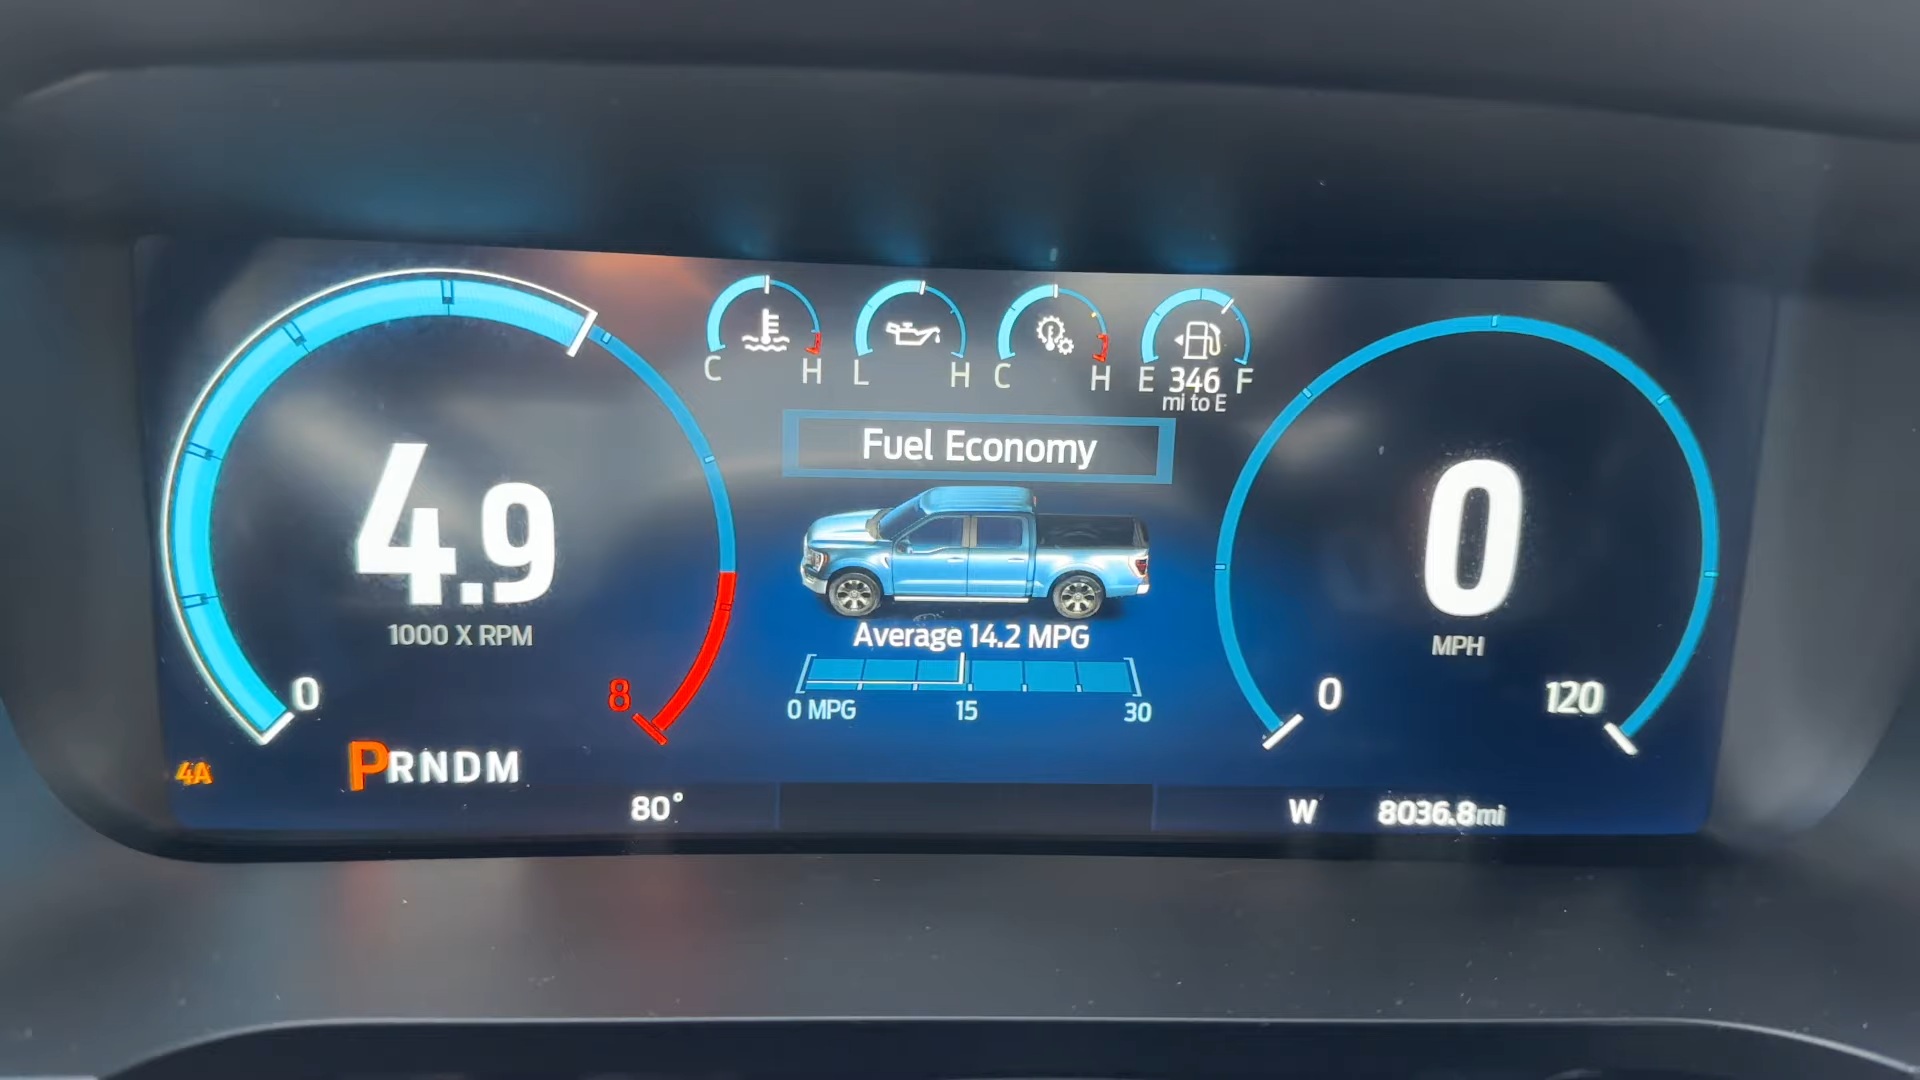 C H L H C H E 346 F
mi to E
Fuel Economy
4.9
1000 X RPM
0
8
Average 14.2 MPG
0 MPG 15 30
0
MPH
0
120
4A
PRNDM
80°
W 8036.8mi